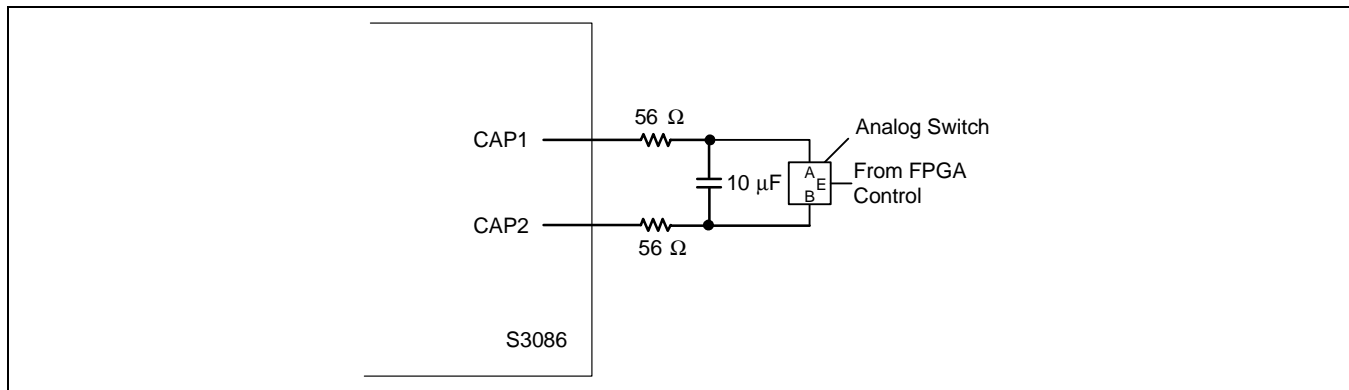 56 Ω
CAP1
Analog Switch
A
E
B
From FPGA
Control
10 μF
CAP2
56 Ω
S3086